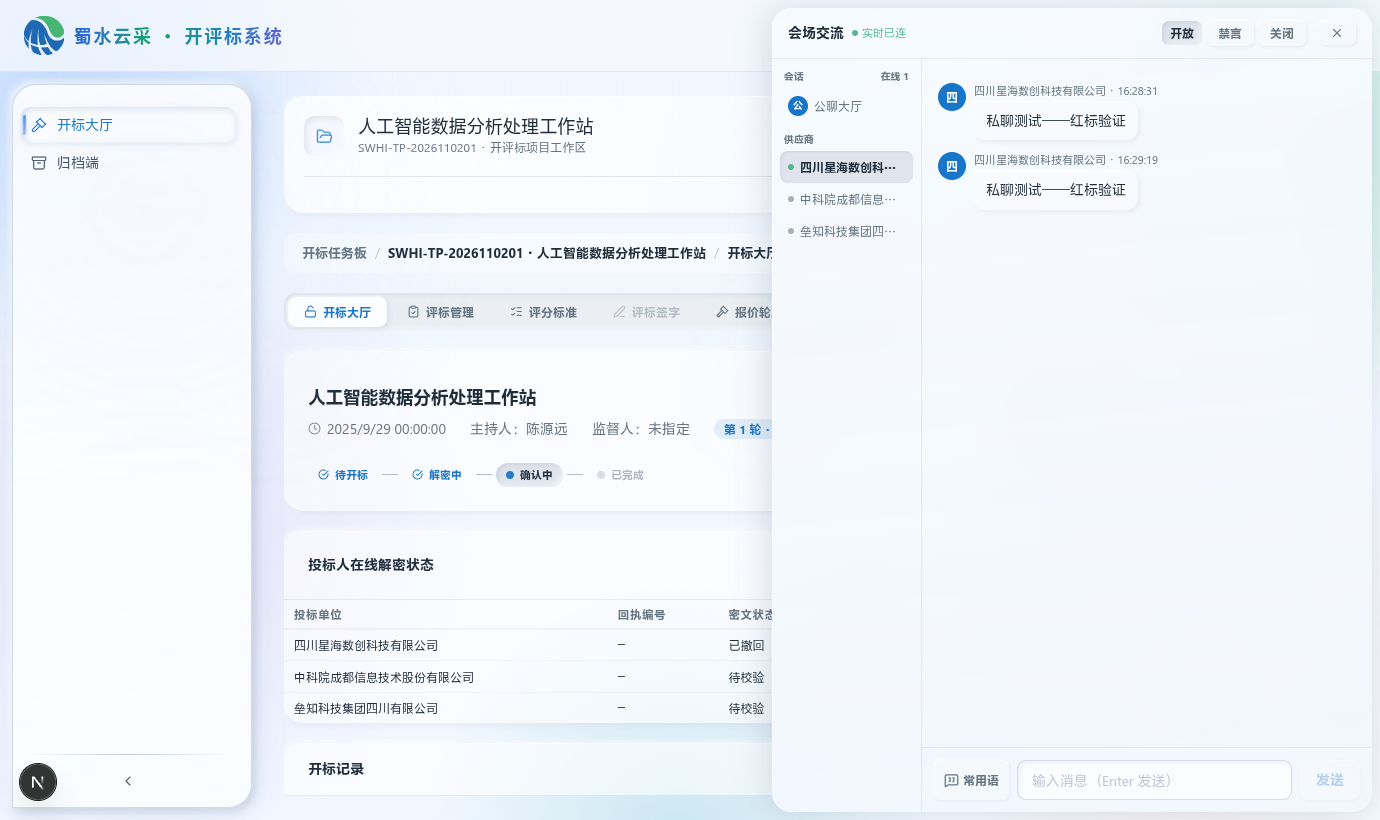 蜀水云采 · 开评标系统
开标大厅
归档端
人工智能数据分析处理工作站
SWHI-TP-2026110201 · 开评标项目工作区
开标任务板 / SWHI-TP-2026110201 · 人工智能数据分析处理工作站 / 开标大厅
开标大厅 评标管理 评分标准 评标签字 报价轮
人工智能数据分析处理工作站
2025/9/29 00:00:00 主持人：陈源远 监督人：未指定 第 1 轮 ·
待开标 解密中 确认中 已完成
投标人在线解密状态
投标单位 回执编号 密文状态
四川星海数创科技有限公司 — 已撤回
中科院成都信息技术股份有限公司 — 待校验
垒知科技集团四川有限公司 — 待校验
开标记录
N
会场交流 实时已连 开放 禁言 关闭
会话 在线 1
公 公聊大厅
供应商
四川星海数创科…
中科院成都信息…
垒知科技集团四…
四 四川星海数创科技有限公司 · 16:28:31
私聊测试——红标验证
四 四川星海数创科技有限公司 · 16:29:19
私聊测试——红标验证
常用语 输入消息（Enter 发送） 发送